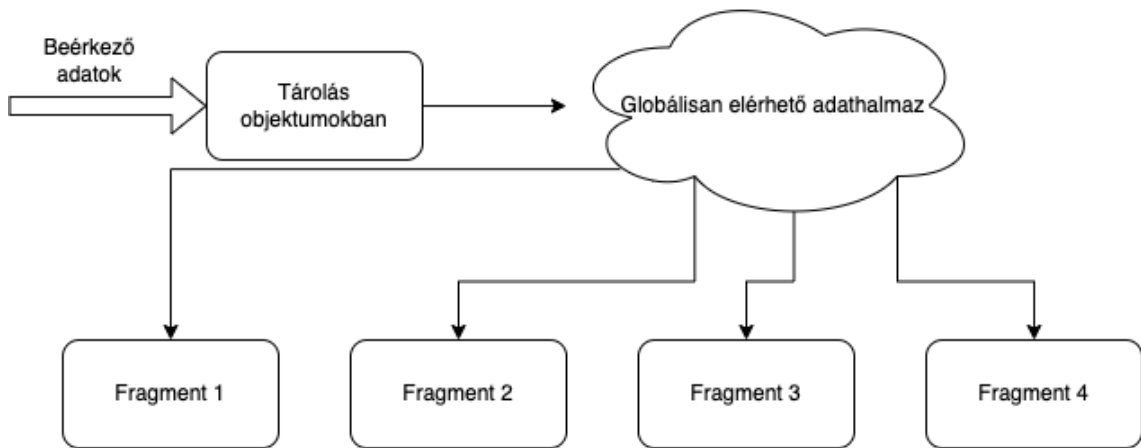 Beérkező
adatok
Tárolás
objektumokban
Globálisan elérhető adathalmaz
Fragment 1
Fragment 2
Fragment 3
Fragment 4